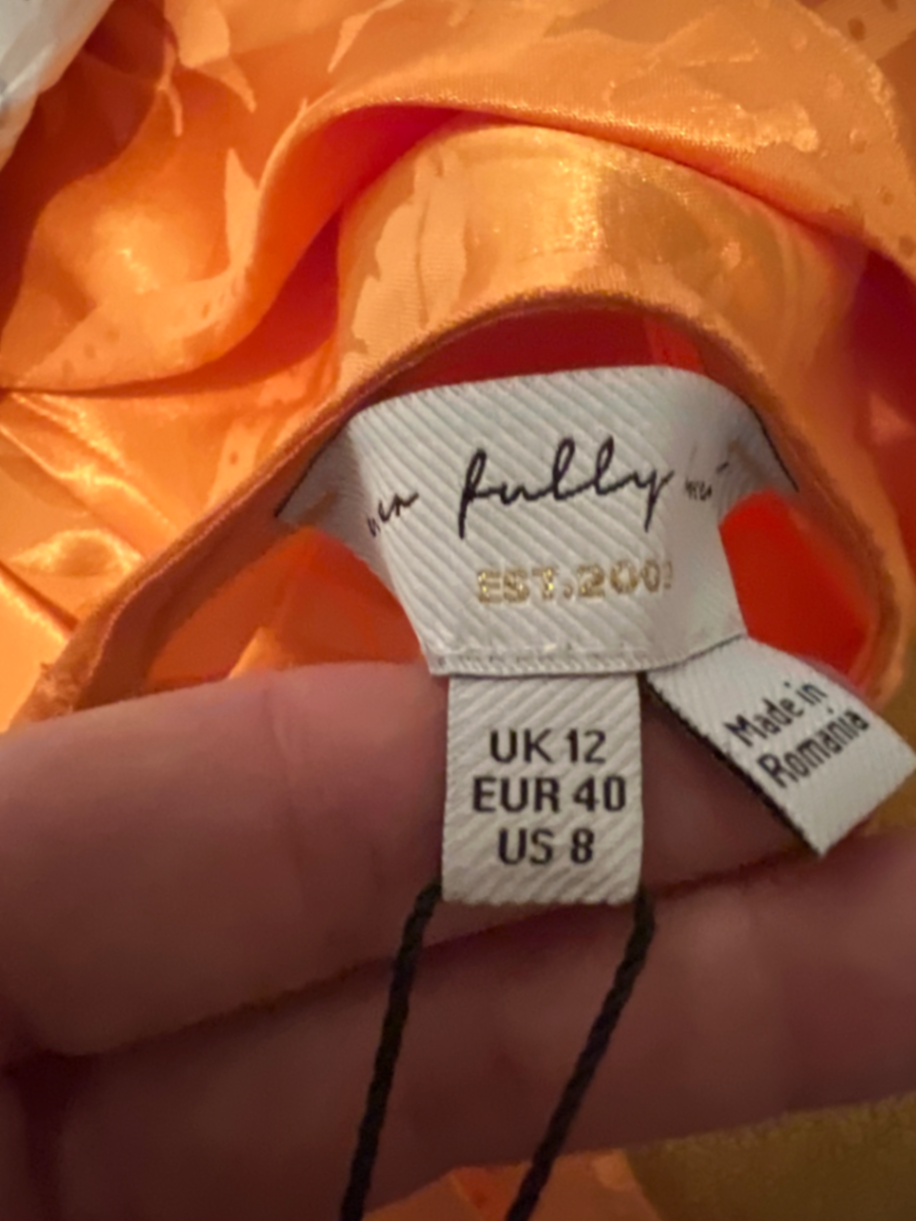 fully
UK 12
EUR 40
US 8
Made in
Romania